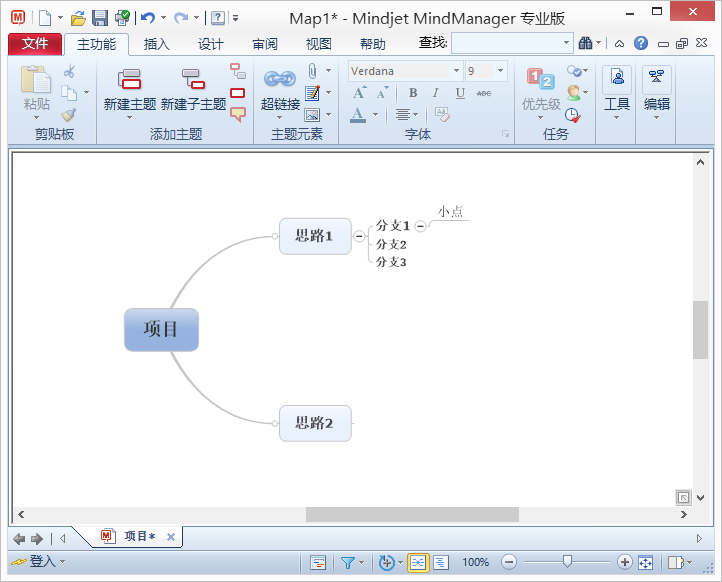 Map1* - Mindjet MindManager 专业版
文件 主功能 插入 设计 审阅 视图 帮助 查找:
粘贴 新建主题 新建子主题 超链接 Verdana 9 优先级 工具 编辑
B I U ABC
剪贴板 添加主题 主题元素 字体 任务
小点
思路1 分支1
分支2
分支3
项目
思路2
项目*
登入 100%